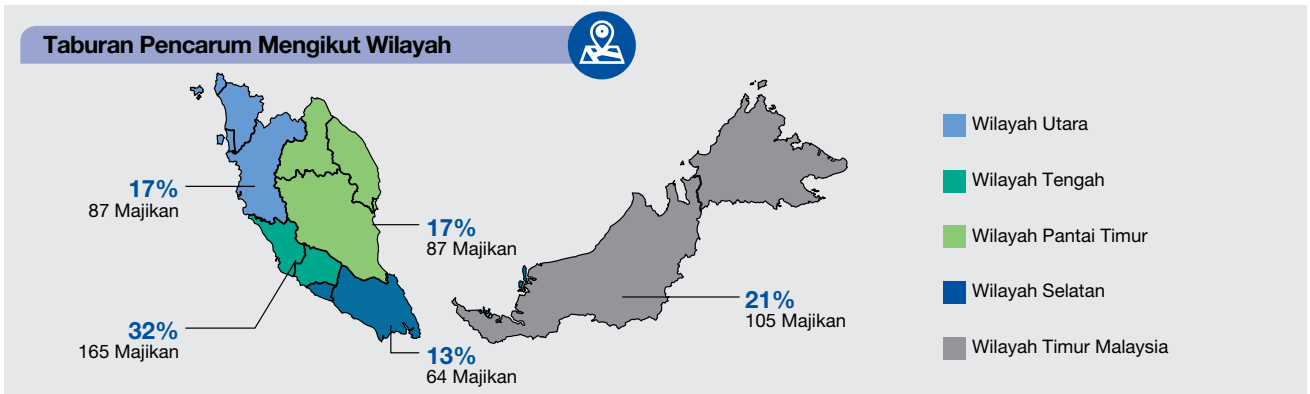 Taburan Pencarum Mengikut Wilayah
17%
87 Majikan
17%
87 Majikan
32%
165 Majikan
13%
64 Majikan
21%
105 Majikan
Wilayah Utara
Wilayah Tengah
Wilayah Pantai Timur
Wilayah Selatan
Wilayah Timur Malaysia